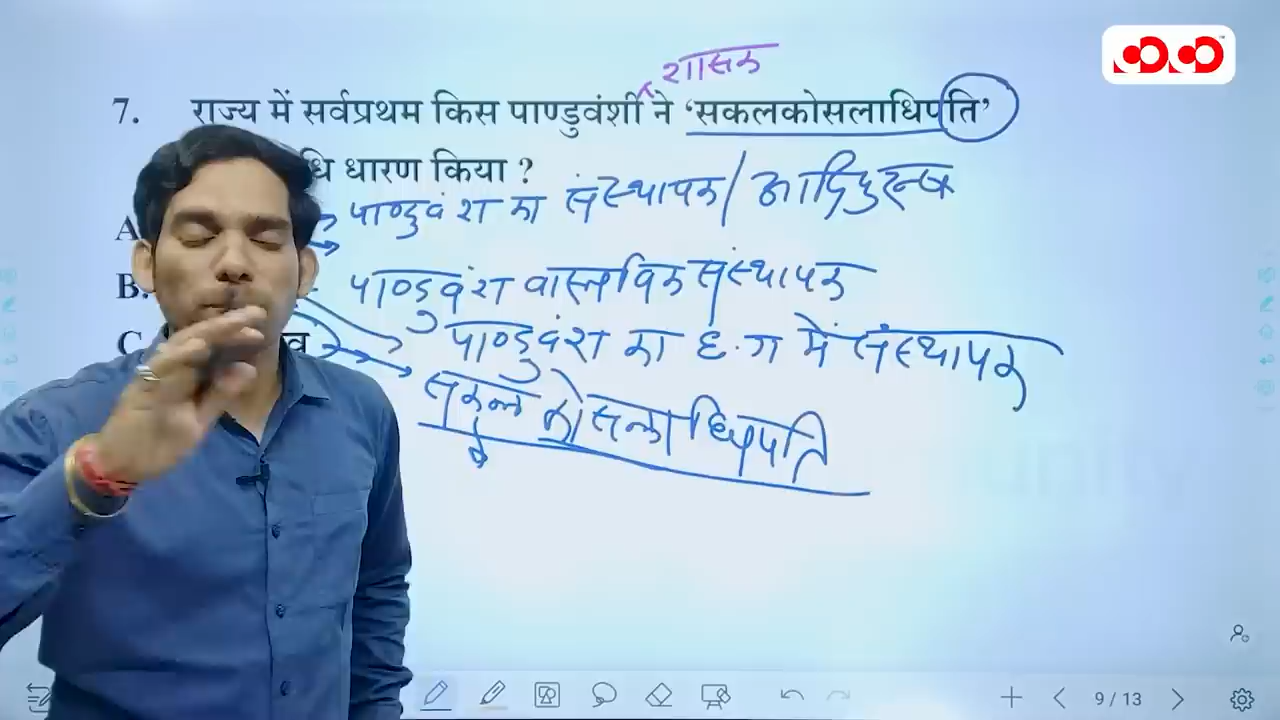 शासक
7. राज्य में सर्वप्रथम किस पाण्डुवंशी ने ‘सकलकोसलाधिपति’
धि धारण किया ?
A. पाण्डुवंश का संस्थापक / आदिपुरूष
B. पाण्डुवंश वास्तविक संस्थापक
पाण्डुवंश का छ.ग में संस्थापक
C. व
सकल कोसलाधिपति
9 / 13